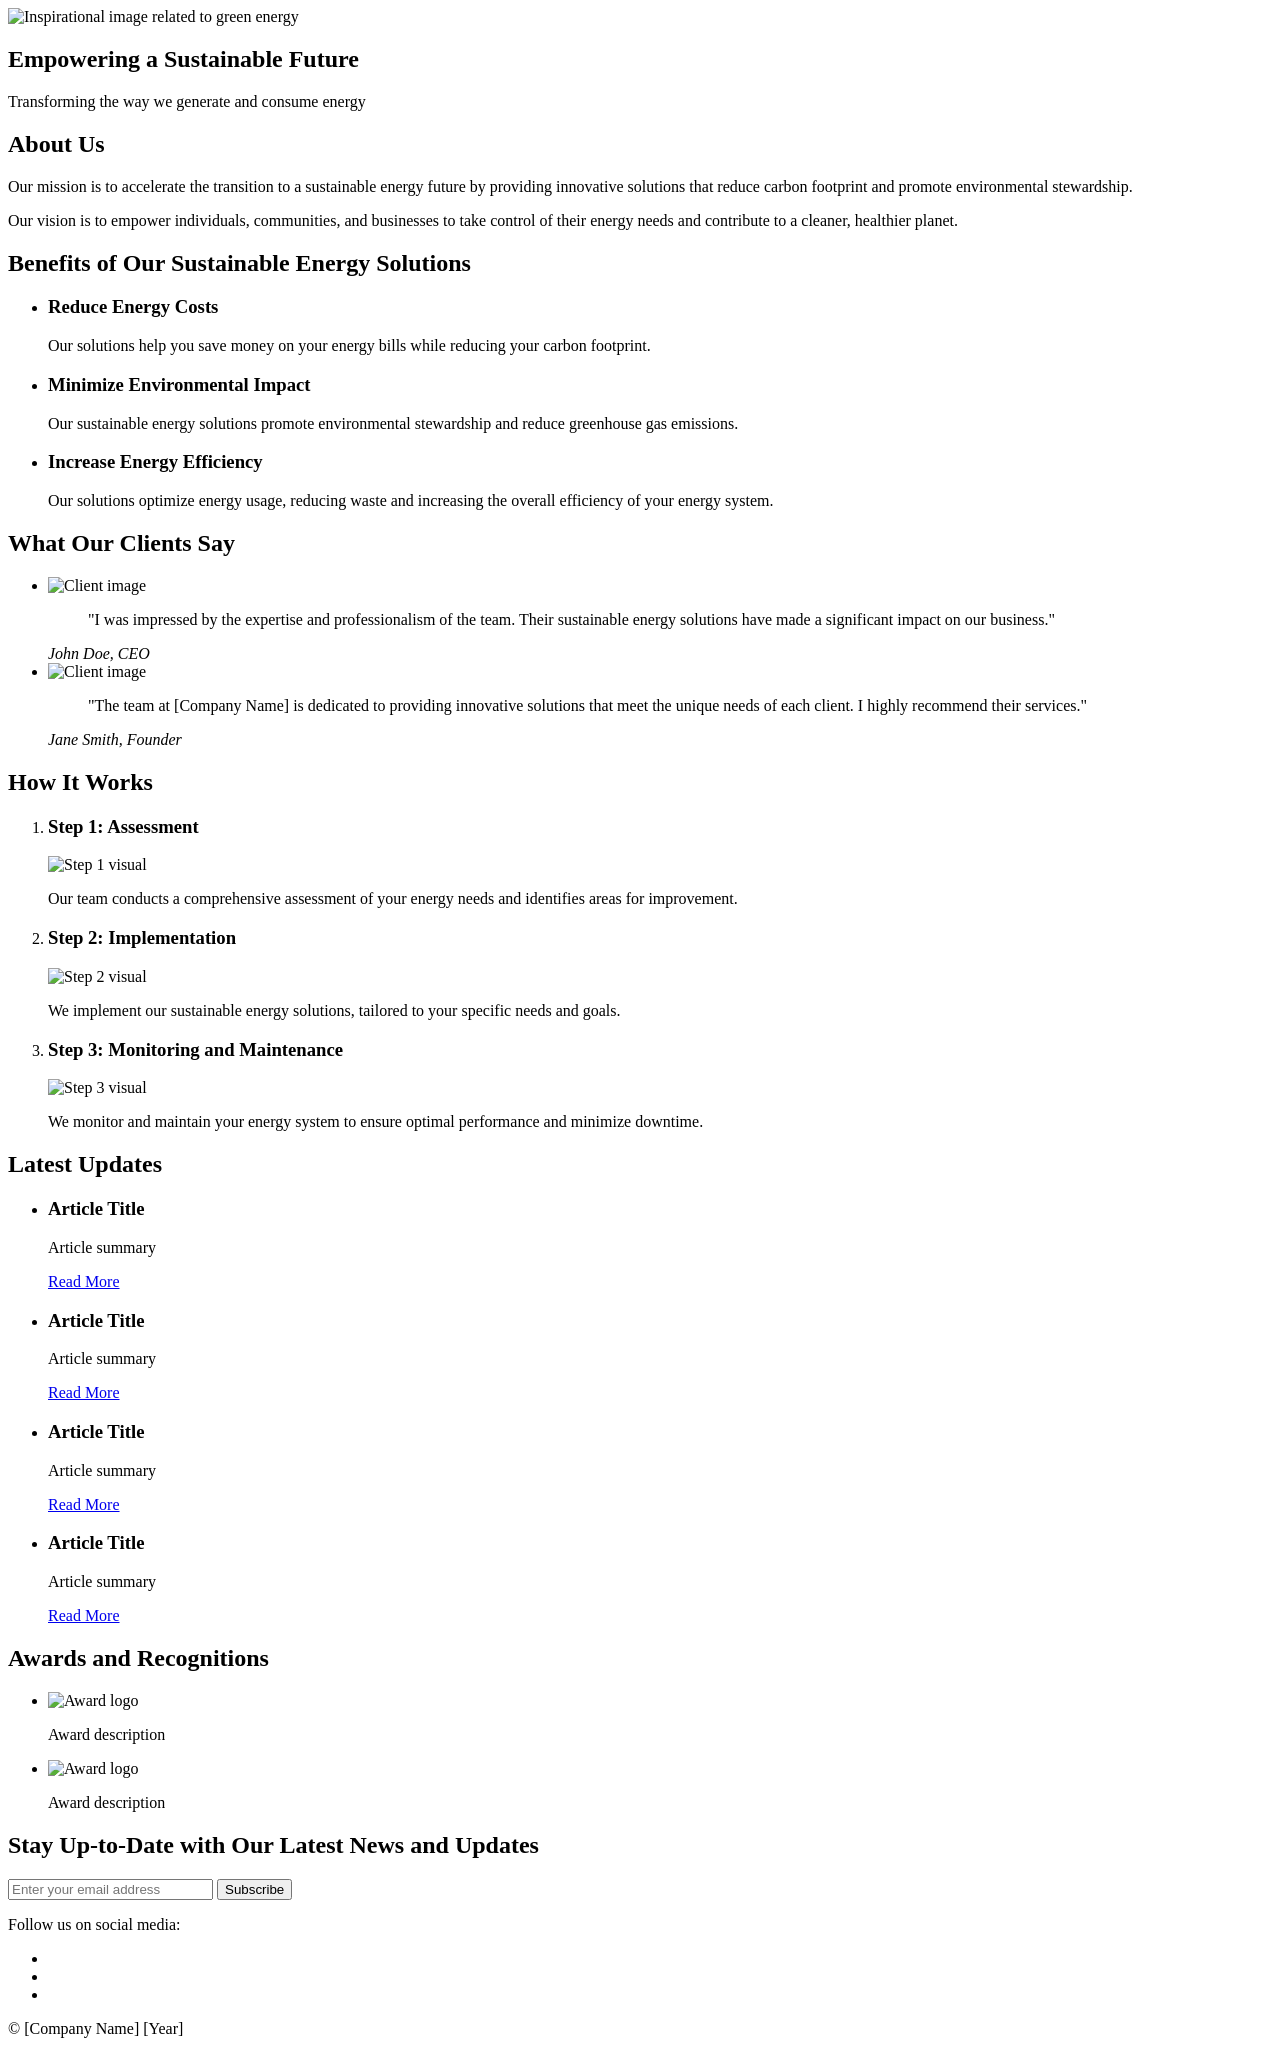 Inspirational image related to green energy
Empowering a Sustainable Future
Transforming the way we generate and consume energy
About Us
Our mission is to accelerate the transition to a sustainable energy future by providing innovative solutions that reduce carbon footprint and promote environmental stewardship.
Our vision is to empower individuals, communities, and businesses to take control of their energy needs and contribute to a cleaner, healthier planet.
Benefits of Our Sustainable Energy Solutions
Reduce Energy Costs
Our solutions help you save money on your energy bills while reducing your carbon footprint.
Minimize Environmental Impact
Our sustainable energy solutions promote environmental stewardship and reduce greenhouse gas emissions.
Increase Energy Efficiency
Our solutions optimize energy usage, reducing waste and increasing the overall efficiency of your energy system.
What Our Clients Say
Client image
"I was impressed by the expertise and professionalism of the team. Their sustainable energy solutions have made a significant impact on our business."
John Doe, CEO
Client image
"The team at [Company Name] is dedicated to providing innovative solutions that meet the unique needs of each client. I highly recommend their services."
Jane Smith, Founder
How It Works
1. Step 1: Assessment
Step 1 visual
Our team conducts a comprehensive assessment of your energy needs and identifies areas for improvement.
2. Step 2: Implementation
Step 2 visual
We implement our sustainable energy solutions, tailored to your specific needs and goals.
3. Step 3: Monitoring and Maintenance
Step 3 visual
We monitor and maintain your energy system to ensure optimal performance and minimize downtime.
Latest Updates
Article Title
Article summary
Read More
Article Title
Article summary
Read More
Article Title
Article summary
Read More
Article Title
Article summary
Read More
Awards and Recognitions
Award logo
Award description
Award logo
Award description
Stay Up-to-Date with Our Latest News and Updates
Enter your email address Subscribe
Follow us on social media:
© [Company Name] [Year]